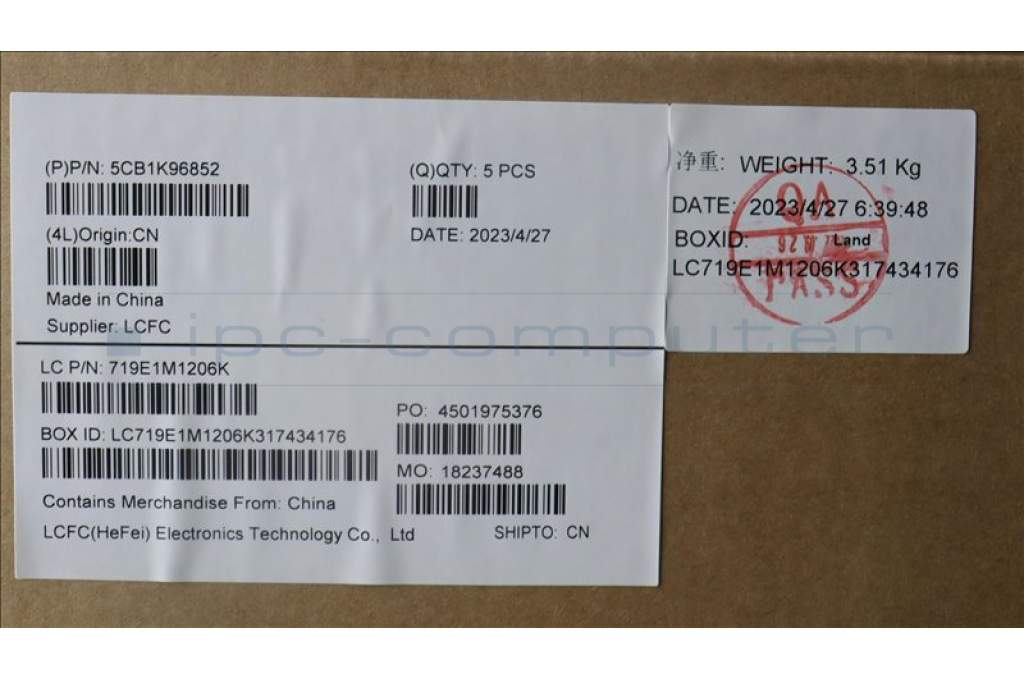 (P)P/N: 5CB1K96852
(Q)QTY: 5 PCS
(4L)Origin:CN
DATE: 2023/4/27
Made in China
Supplier: LCFC
净重: WEIGHT: 3.51 Kg
DATE: 2023/4/27 6:39:48
BOXID: Land
LC719E1M1206K317434176
QA
PASS
ipc-computer
LC P/N: 719E1M1206K
BOX ID: LC719E1M1206K317434176
Contains Merchandise From: China
LCFC(HeFei) Electronics Technology Co., Ltd
PO: 4501975376
MO: 18237488
SHIPTO: CN